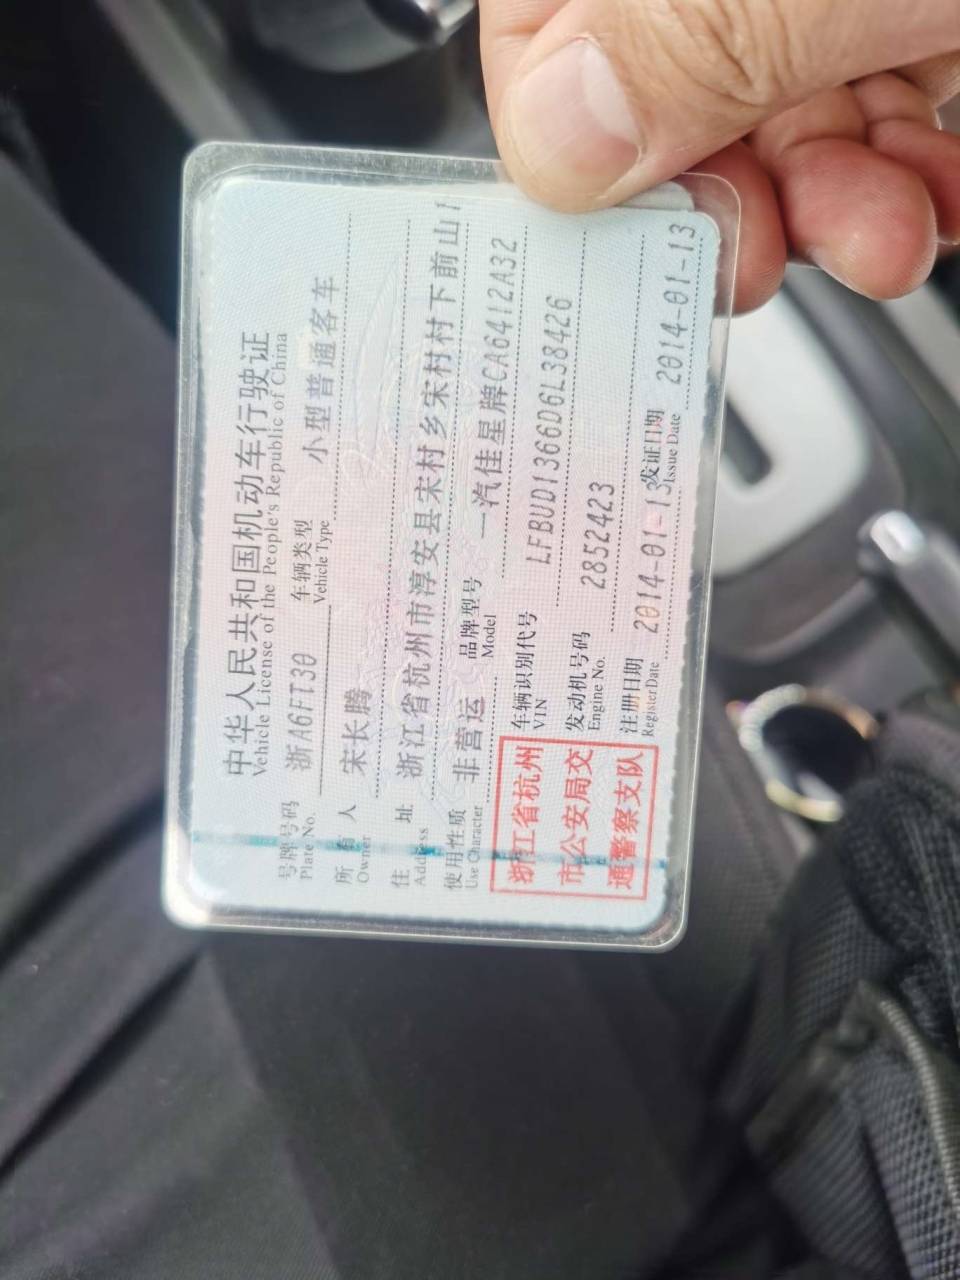 中华人民共和国机动车行驶证
Vehicle License of the People's Republic of China
号牌号码 浙A6FT30 车辆类型 小型普通客车
Plate No. Vehicle Type
所有人 宋长腾
Owner
住址 浙江省杭州市淳安县宋村乡宋村村下前山
Address
使用性质 非营运 品牌型号 一汽佳星牌CA6412A32
Use Character Model
车辆识别代号 LFBUD1366D6L38426
VIN
发动机号码 2852423
Engine No.
注册日期 2014-01-13 发证日期 2014-01-13
Register Date Issue Date
浙江省杭州
市公安局交
通警察支队